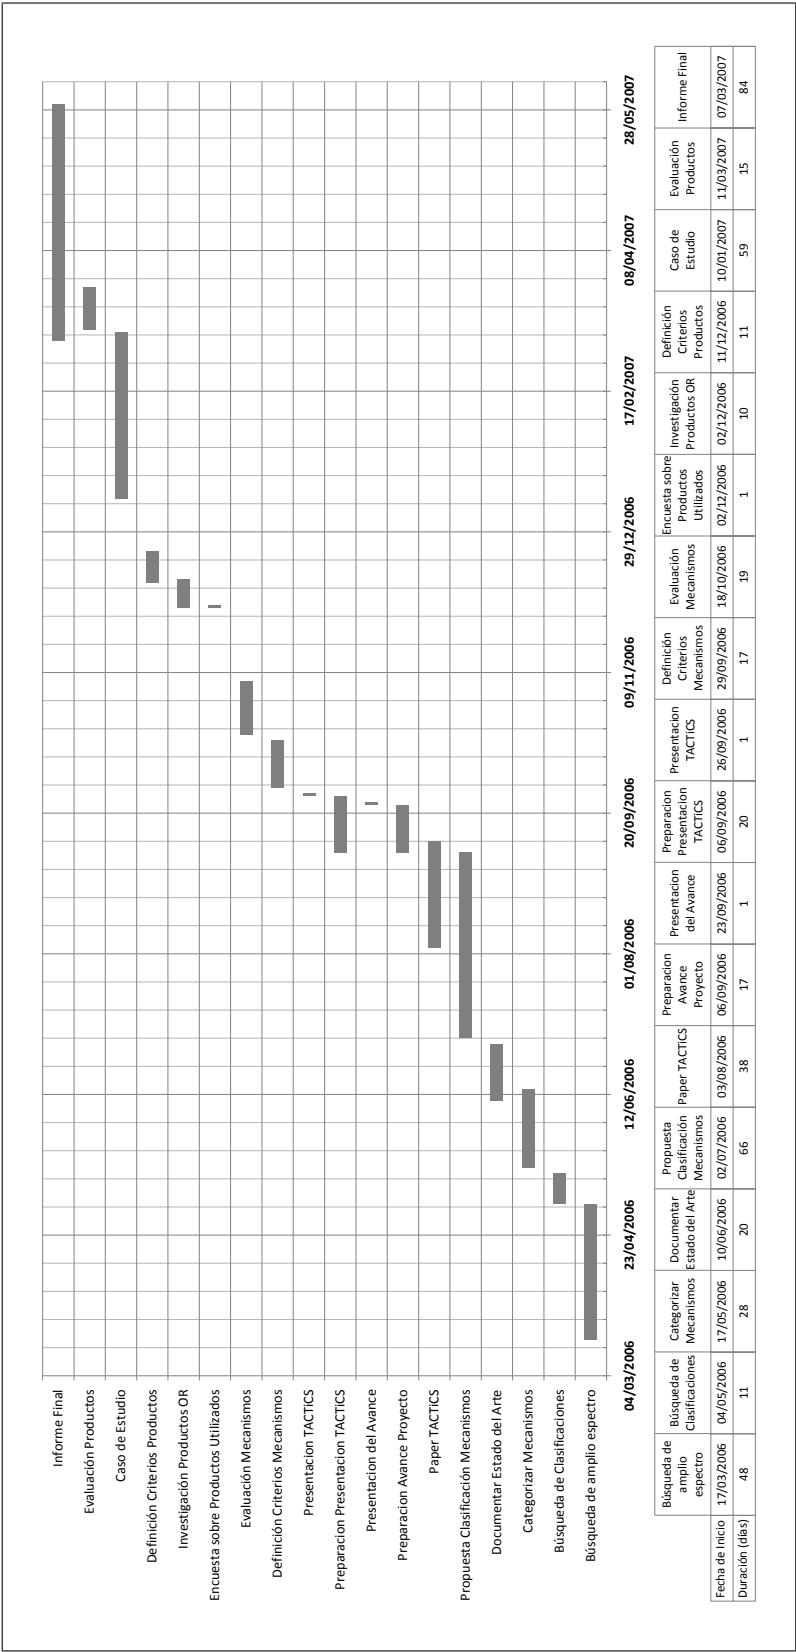 Informe Final
Evaluación Productos
Caso de Estudio
Definición Criterios Productos
Investigación Productos OR
Encuesta sobre Productos Utilizados
Evaluación Mecanismos
Definición Criterios Mecanismos
Presentacion TACTiCS
Preparacion Presentacion TACTiCS
Presentacion del Avance
Preparacion Avance Proyecto
Paper TACTiCS
Propuesta Clasificación Mecanismos
Documentar Estado del Arte
Categorizar Mecanismos
Búsqueda de Clasificaciones
Búsqueda de amplio espectro
04/03/2006
23/04/2006
12/06/2006
01/08/2006
20/09/2006
09/11/2006
29/12/2006
17/02/2007
08/04/2007
28/05/2007
Búsqueda de
amplio
espectro
Búsqueda de
Clasificaciones
Categorizar
Mecanismos
Documentar
Estado del Arte
Propuesta
Clasificación
Mecanismos
Paper TACTiCS
Preparacion
Avance
Proyecto
Presentacion
del Avance
Preparacion
Presentacion
TACTiCS
Presentacion
TACTiCS
Definición
Criterios
Mecanismos
Evaluación
Mecanismos
Encuesta sobre
Productos
Utilizados
Investigación
Productos OR
Definición
Criterios
Productos
Caso de
Estudio
Evaluación
Productos
Informe Final
Fecha de Inicio 17/03/2006 04/05/2006 17/05/2006 10/06/2006 02/07/2006 03/08/2006 06/09/2006 23/09/2006 06/09/2006 26/09/2006 29/09/2006 18/10/2006 02/12/2006 02/12/2006 11/12/2006 10/01/2007 11/03/2007 07/03/2007
Duración (días) 48 11 28 20 66 38 17 1 20 1 17 19 1 10 11 59 15 84